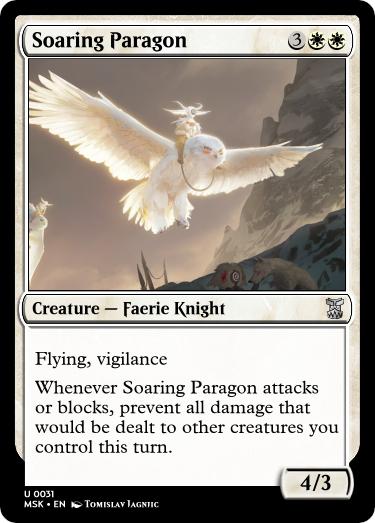 Soaring Paragon 3
Creature — Faerie Knight
Flying, vigilance
Whenever Soaring Paragon attacks
or blocks, prevent all damage that
would be dealt to other creatures you
control this turn.
4/3
U 0031
MSK • EN Tomislav Jagnjic